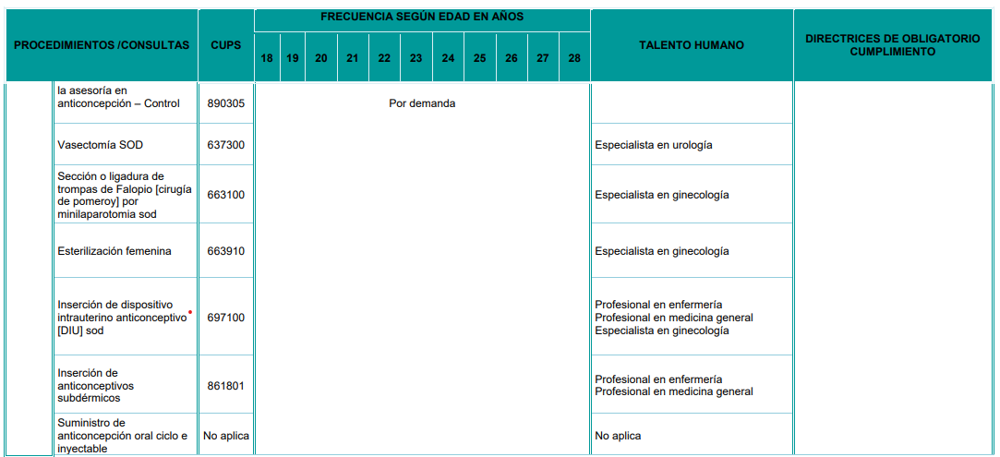 PROCEDIMIENTOS /CONSULTAS
CUPS
FRECUENCIA SEGÚN EDAD EN AÑOS
18 19 20 21 22 23 24 25 26 27 28
TALENTO HUMANO
DIRECTRICES DE OBLIGATORIO
CUMPLIMIENTO
la asesoría en
anticoncepción – Control
890305
Por demanda
Vasectomía SOD
637300
Especialista en urología
Sección o ligadura de
trompas de Falopio [cirugía
de pomeroy] por
minilaparotomia sod
663100
Especialista en ginecología
Esterilización femenina
663910
Especialista en ginecología
Inserción de dispositivo
intrauterino anticonceptivo
[DIU] sod
697100
Profesional en enfermería
Profesional en medicina general
Especialista en ginecología
Inserción de
anticonceptivos
subdérmicos
861801
Profesional en enfermería
Profesional en medicina general
Suministro de
anticoncepción oral ciclo e
inyectable
No aplica
No aplica